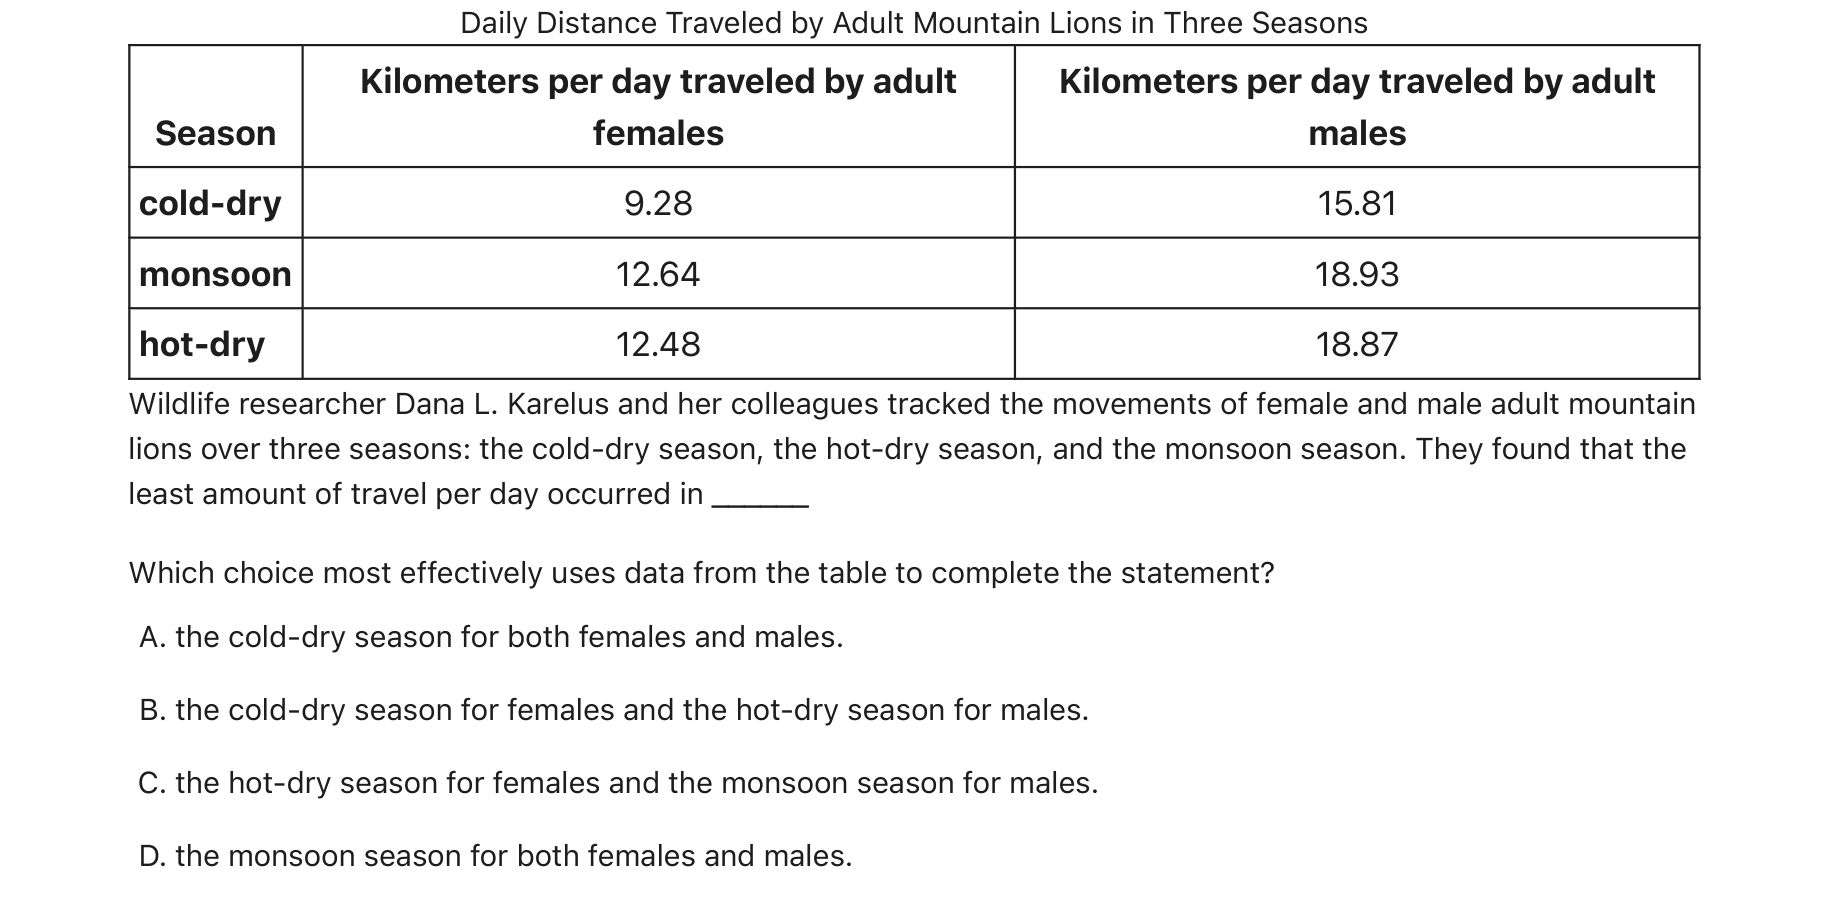 Daily Distance Traveled by Adult Mountain Lions in Three Seasons
Season
Kilometers per day traveled by adult
females
Kilometers per day traveled by adult
males
cold-dry 9.28 15.81
monsoon 12.64 18.93
hot-dry 12.48 18.87
Wildlife researcher Dana L. Karelus and her colleagues tracked the movements of female and male adult mountain
lions over three seasons: the cold-dry season, the hot-dry season, and the monsoon season. They found that the
least amount of travel per day occurred in ______
Which choice most effectively uses data from the table to complete the statement?
A. the cold-dry season for both females and males.
B. the cold-dry season for females and the hot-dry season for males.
C. the hot-dry season for females and the monsoon season for males.
D. the monsoon season for both females and males.